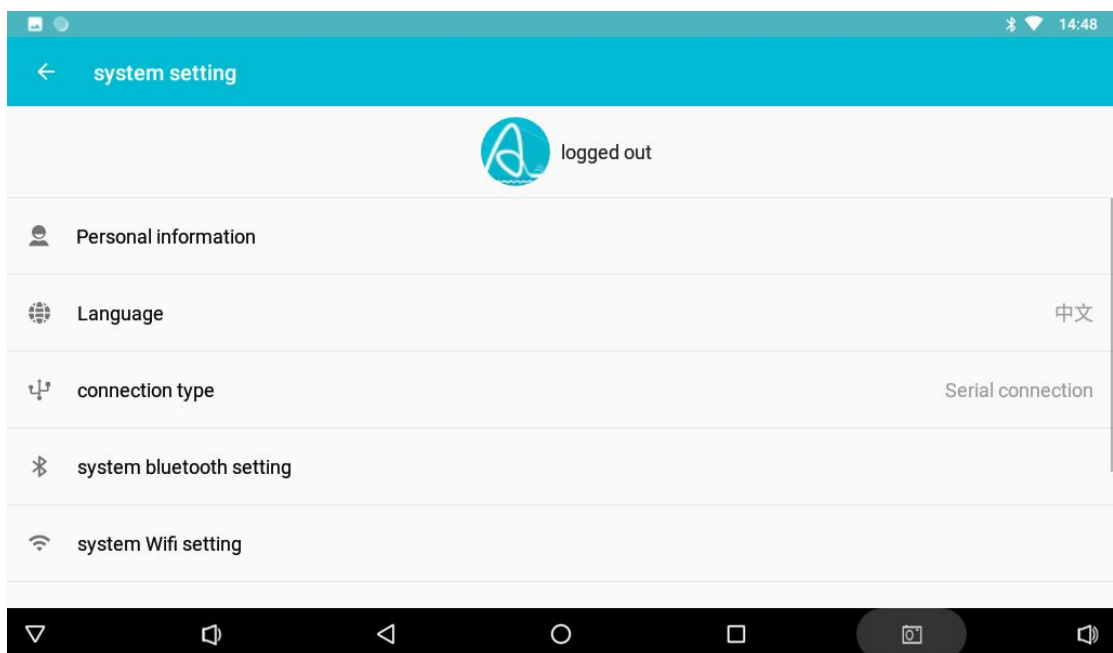 14:48
system setting
logged out
Personal information
Language 中文
connection type Serial connection
system bluetooth setting
system Wifi setting